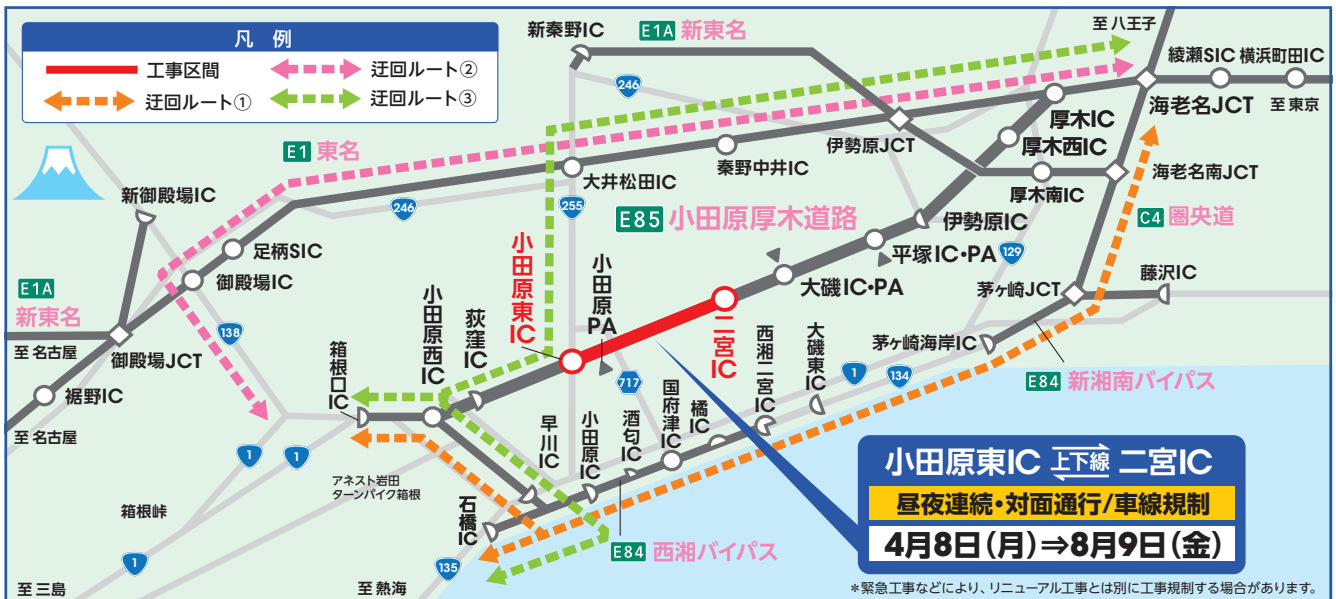 凡例
工事区間
迂回ルート①
迂回ルート②
迂回ルート③
新秦野IC
E1A 新東名
至 八王子
綾瀬SIC
横浜町田IC
海老名JCT
至 東京
246
厚木IC
厚木西IC
伊勢原JCT
秦野中井IC
大井松田IC
海老名南JCT
厚木南IC
E1 東名
新御殿場IC
246
255
E85 小田原厚木道路
伊勢原IC
C4 圏央道
足柄SIC
御殿場IC
平塚IC・PA
129
藤沢IC
大磯IC・PA
茅ヶ崎JCT
E1A
新東名
至 名古屋
御殿場JCT
138
小田原東IC
小田原PA
二宮IC
小田原西IC
荻窪IC
箱根口IC
717
西湘二宮IC
大磯東IC
茅ヶ崎海岸IC
1
134
E84 新湘南バイパス
裾野IC
至 名古屋
早川IC
小田原IC
酒匂IC
国府津IC
橘IC
1
1
アネスト岩田
ターンパイク箱根
石橋IC
箱根峠
E84 西湘バイパス
1
135
至 三島
至 熱海
小田原東IC 上下線 二宮IC
昼夜連続・対面通行/車線規制
4月8日(月)⇒8月9日(金)
*緊急工事などにより、リニューアル工事とは別に工事規制する場合があります。